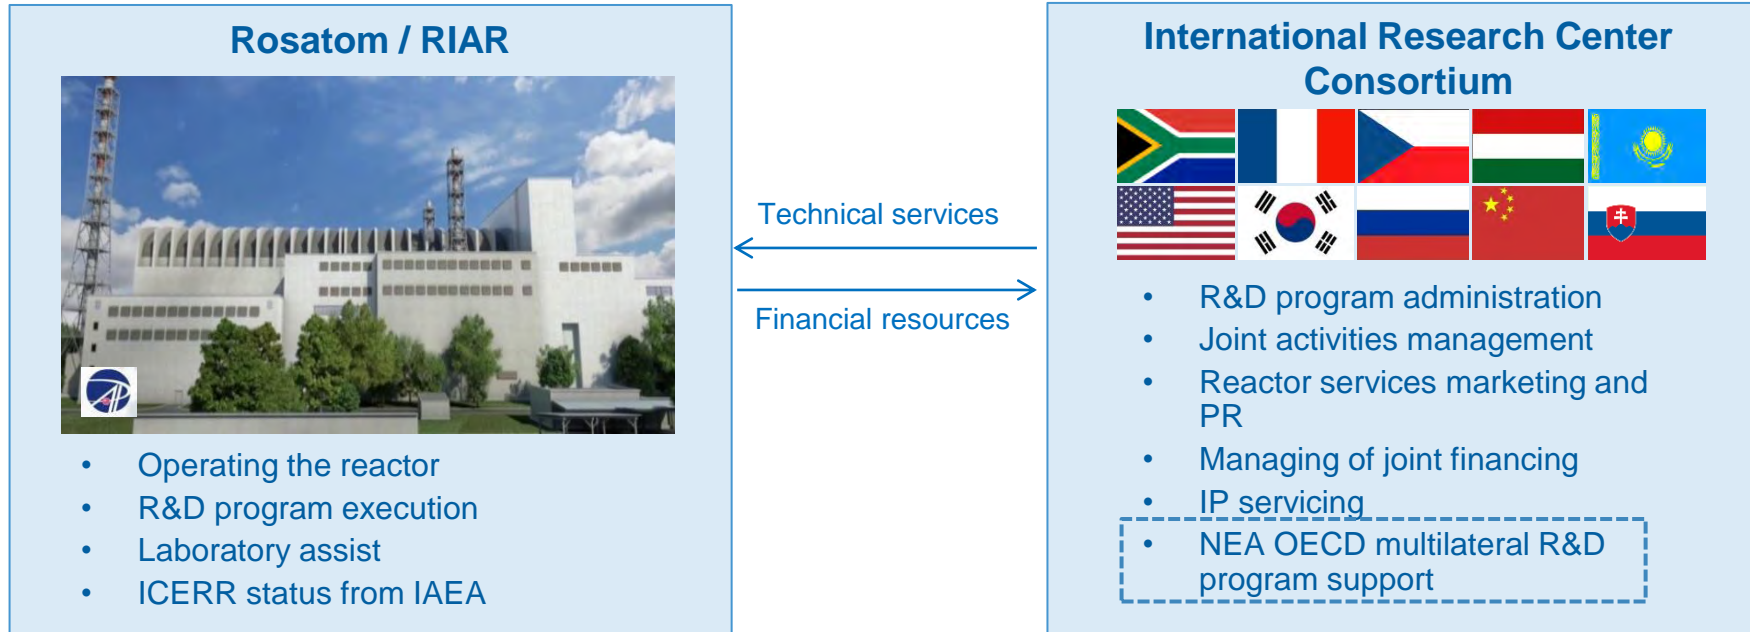 Rosatom / RIAR
• Operating the reactor
• R&D program execution
• Laboratory assist
• ICERR status from IAEA
Technical services
Financial resources
International Research Center
Consortium
• R&D program administration
• Joint activities management
• Reactor services marketing and
PR
• Managing of joint financing
• IP servicing
• NEA OECD multilateral R&D
program support